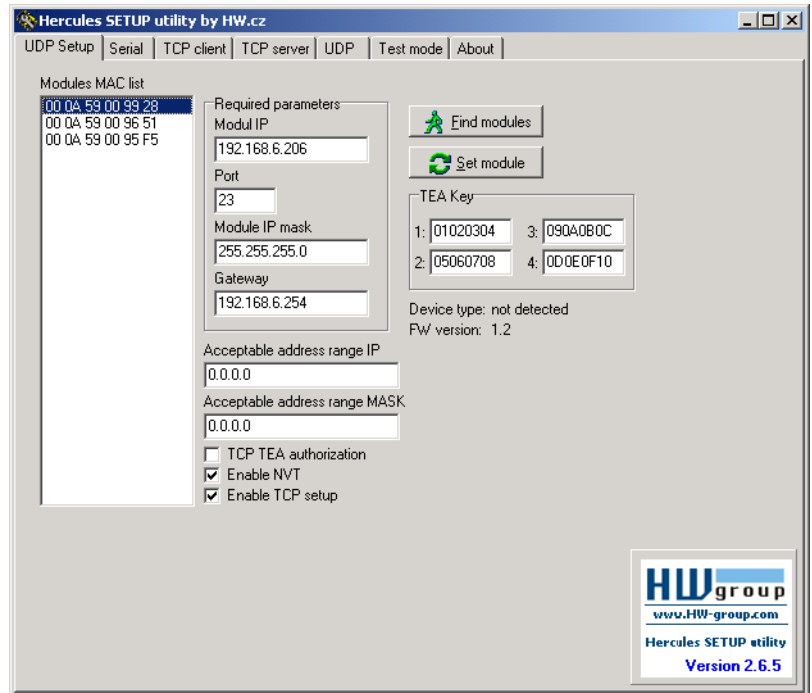 Hercules SETUP utility by HW.cz
UDP Setup Serial TCP client TCP server UDP Test mode About
Modules MAC list
00 0A 59 00 99 28
00 0A 59 00 96 51
00 0A 59 00 95 F5
Required parameters
Modul IP
192.168.6.206
Port
23
Module IP mask
255.255.255.0
Gateway
192.168.6.254
Acceptable address range IP
0.0.0.0
Acceptable address range MASK
0.0.0.0
TCP TEA authorization
Enable NVT
Enable TCP setup
Find modules
Set module
TEA Key
1: 01020304 3: 090A0B0C
2: 05060708 4: 0D0E0F10
Device type: not detected
FW version: 1.2
HW group
www.HW-group.com
Hercules SETUP utility
Version 2.6.5